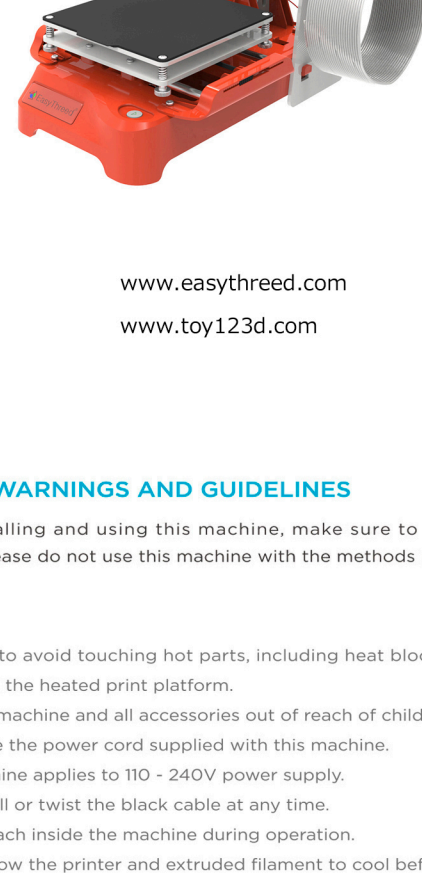 EasyThreed
www.easythreed.com
www.toy123d.com
WARNINGS AND GUIDELINES
alling and using this machine, make sure to
ease do not use this machine with the methods
to avoid touching hot parts, including heat bloc
the heated print platform.
machine and all accessories out of reach of child
e the power cord supplied with this machine.
ine applies to 110 - 240V power supply.
ll or twist the black cable at any time.
ach inside the machine during operation.
ow the printer and extruded filament to cool bef